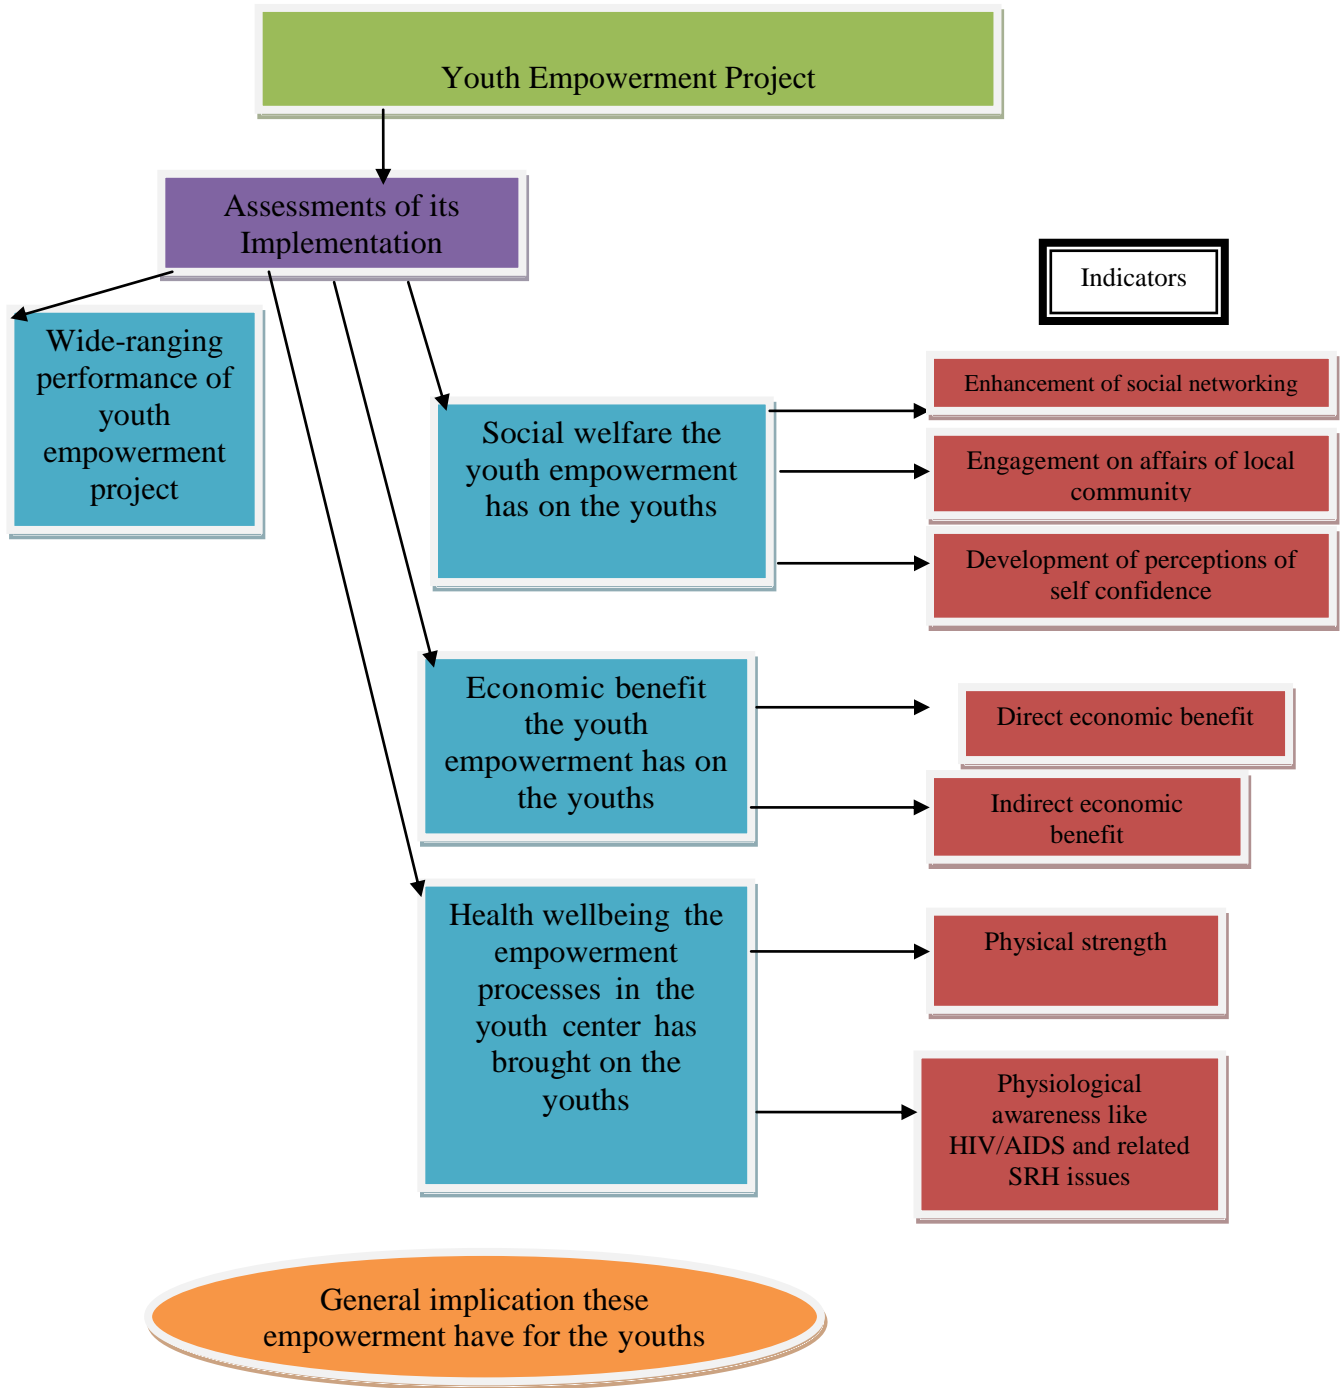 Youth Empowerment Project
Assessments of its
Implementation
Indicators
Wide-ranging
performance of
youth
empowerment
project
Social welfare the
youth empowerment
has on the youths
Enhancement of social networking
Engagement on affairs of local
community
Development of perceptions of
self confidence
Economic benefit
the youth
empowerment has on
the youths
Direct economic benefit
Indirect economic
benefit
Health wellbeing the
empowerment
processes in the
youth center has
brought on the
youths
Physical strength
Physiological
awareness like
HIV/AIDS and related
SRH issues
General implication these
empowerment have for the youths